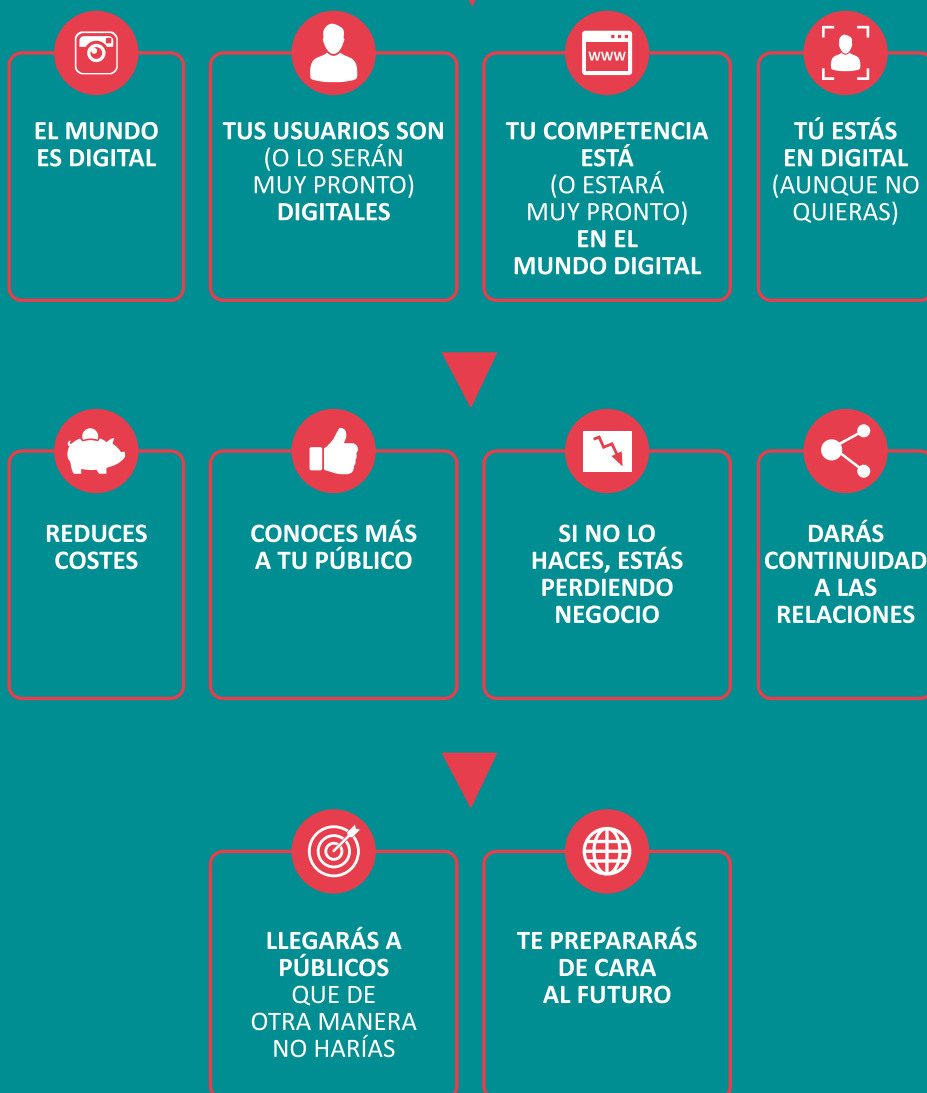 EL MUNDO
ES DIGITAL
TUS USUARIOS SON
(O LO SERÁN
MUY PRONTO)
DIGITALES
WWW
TU COMPETENCIA
ESTÁ
(O ESTARÁ
MUY PRONTO)
EN EL
MUNDO DIGITAL
TÚ ESTÁS
EN DIGITAL
(AUNQUE NO
QUIERAS)
REDUCES
COSTES
CONOCES MÁS
A TU PÚBLICO
SI NO LO
HACES, ESTÁS
PERDIENDO
NEGOCIO
DARÁS
CONTINUIDAD
A LAS
RELACIONES
LLEGARÁS A
PÚBLICOS
QUE DE
OTRA MANERA
NO HARÍAS
TE PREPARARÁS
DE CARA
AL FUTURO